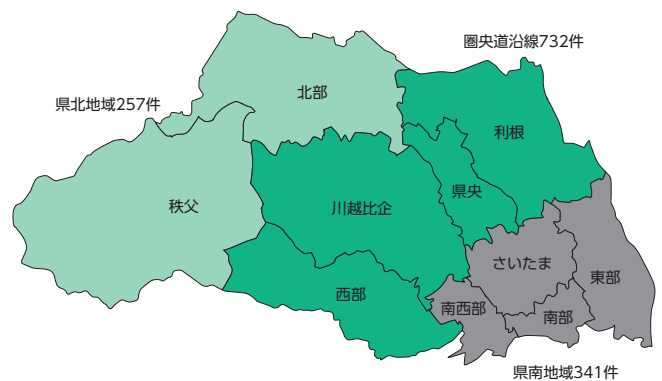 圏央道沿線732件
北部
県北地域257件
利根
県央
秩父
川越比企
さいたま
東部
西部
南西部
南部
県南地域341件